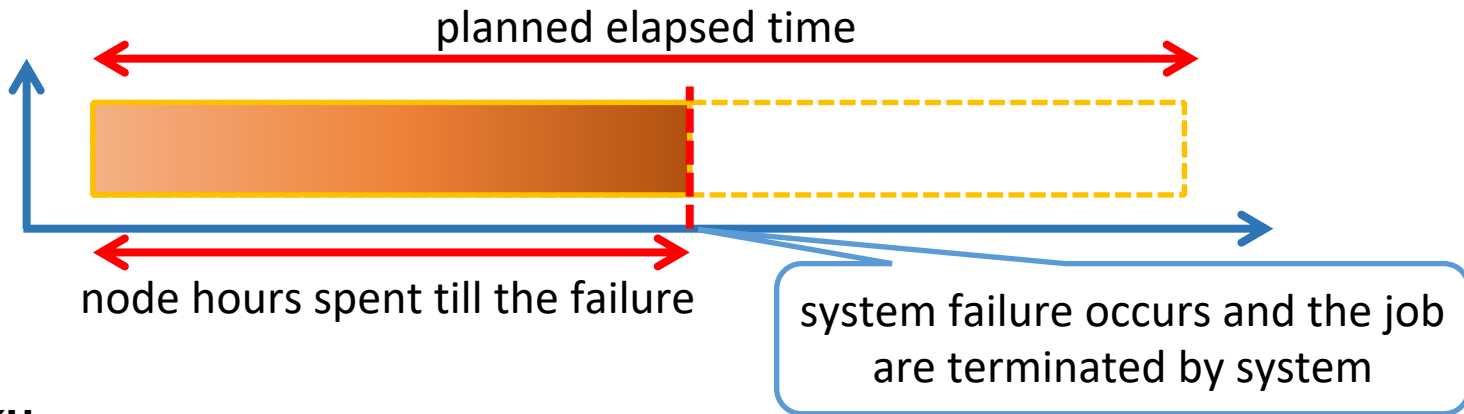 planned elapsed time
node hours spent till the failure
system failure occurs and the job
are terminated by system